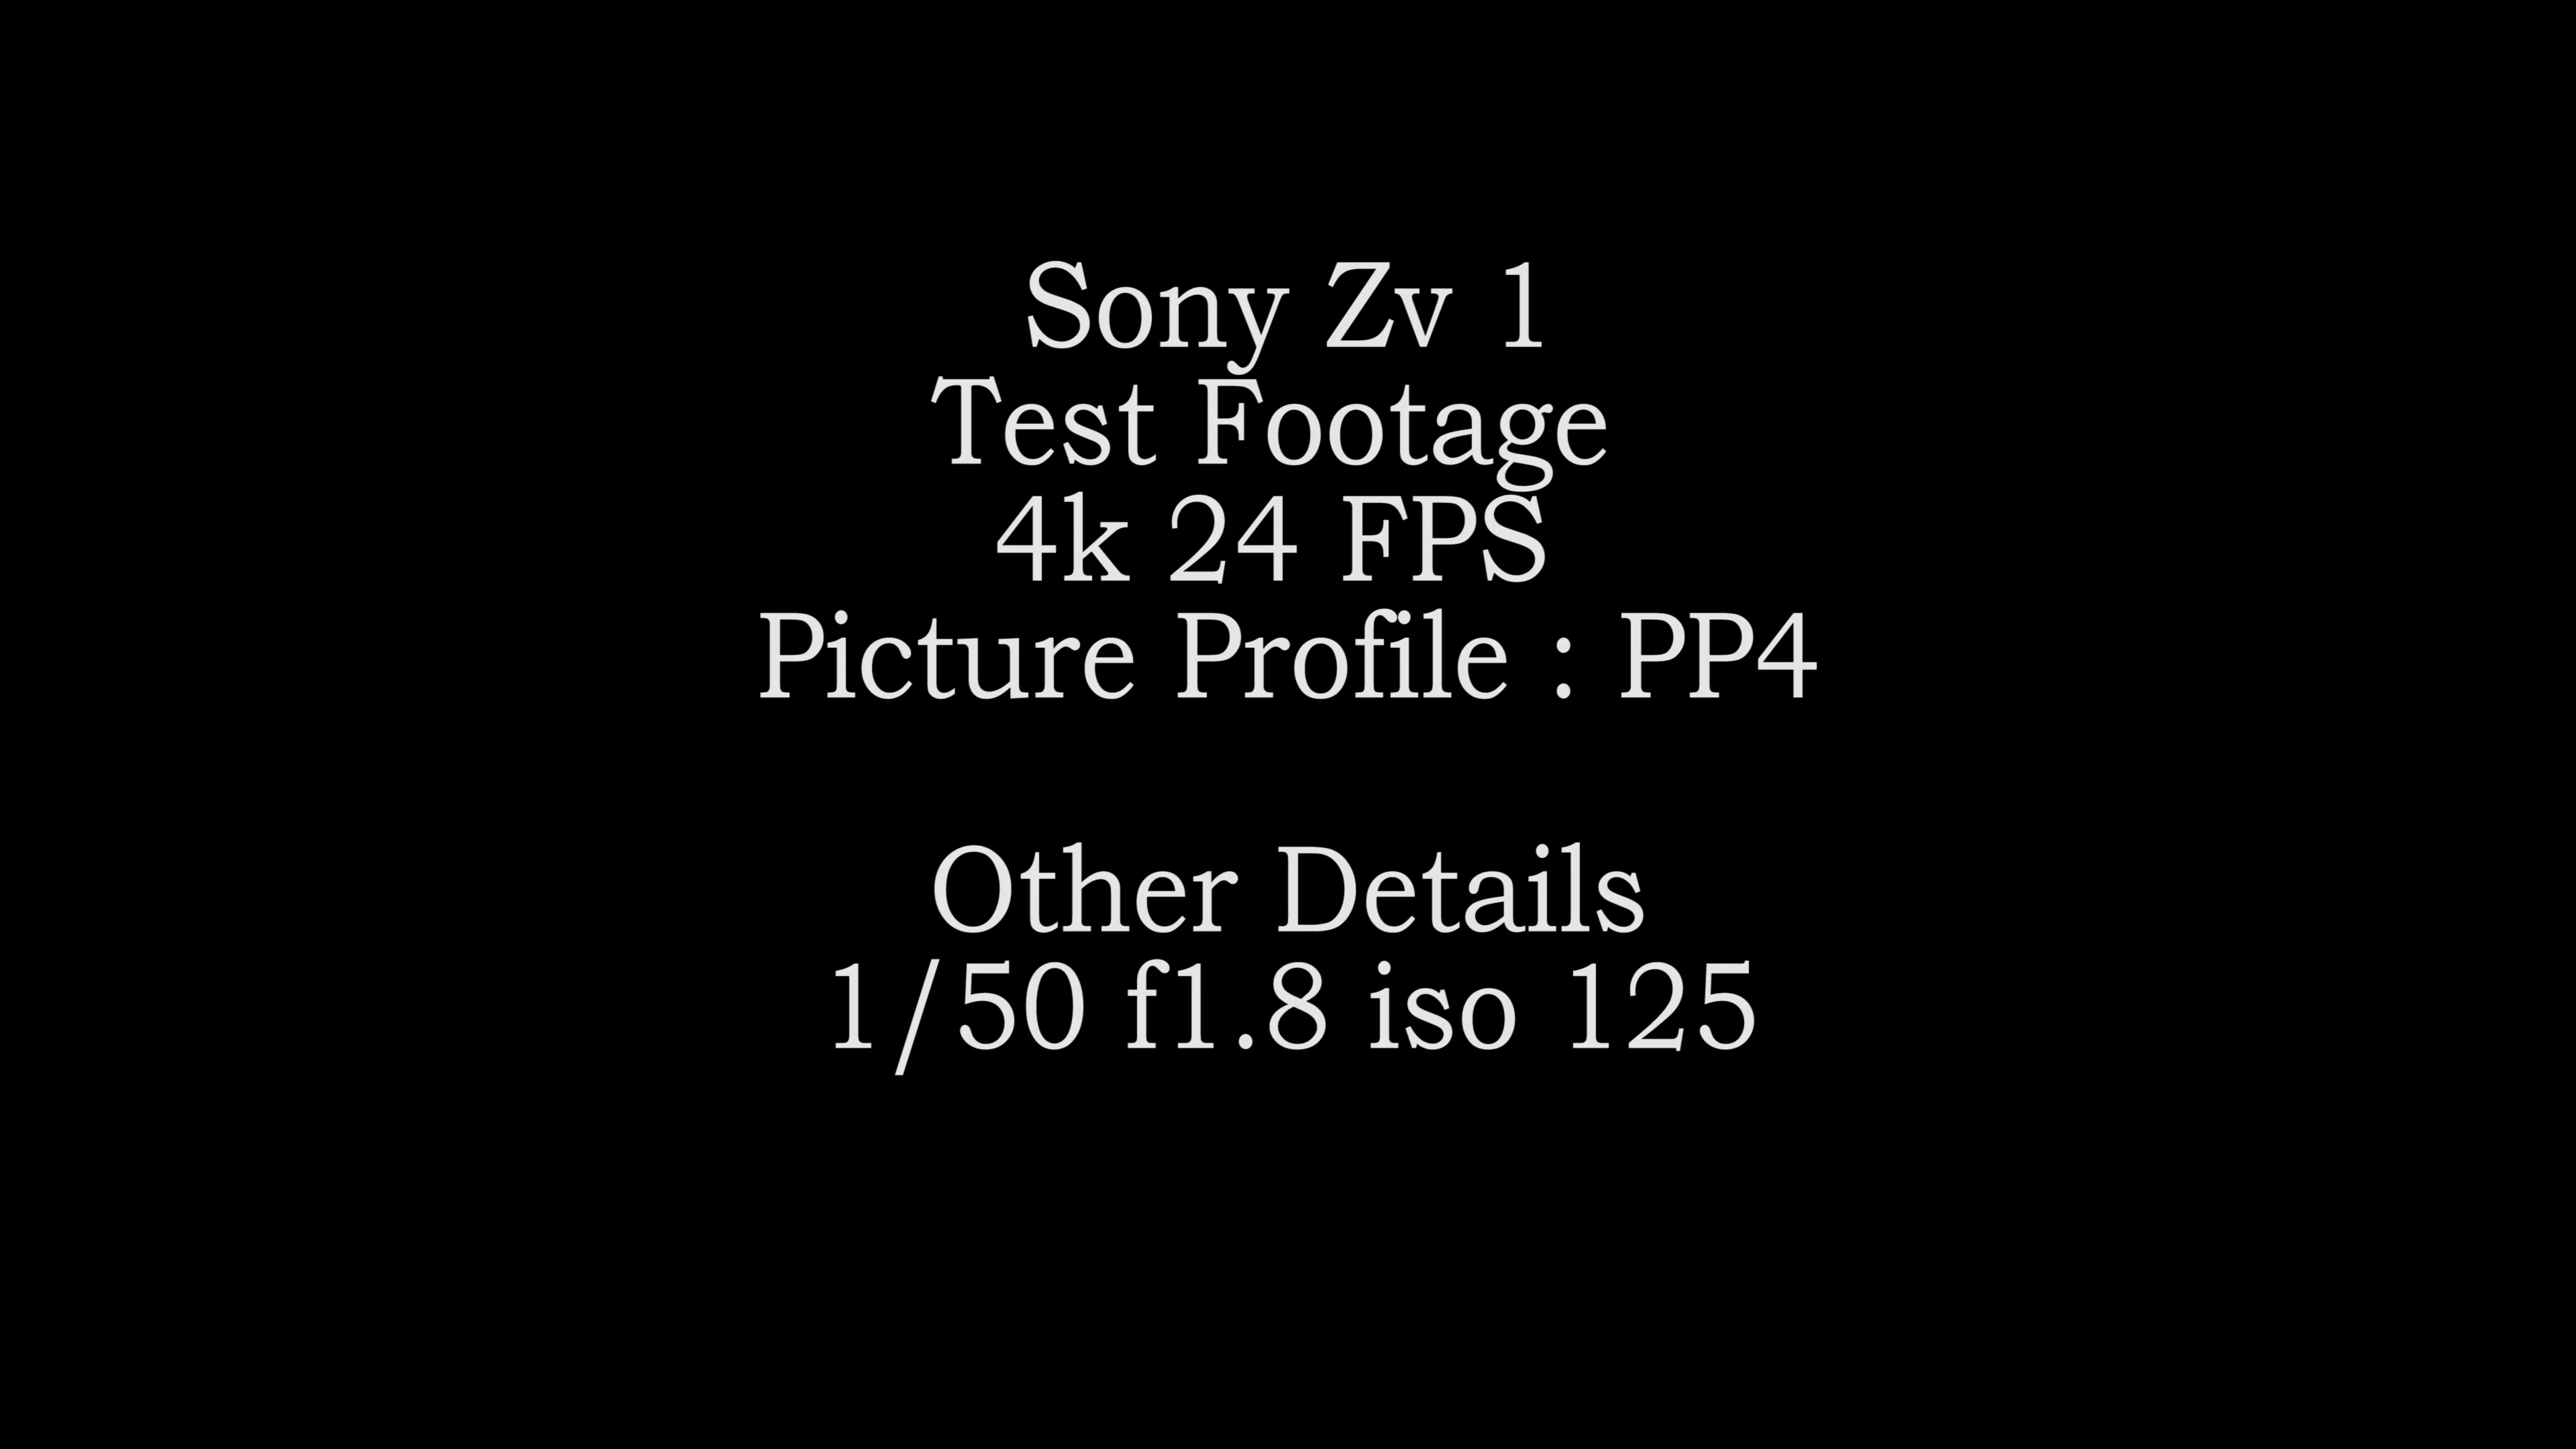 Sony Zv 1
Test Footage
4k 24 FPS
Picture Profile : PP4
Other Details
1/50 f1.8 iso 125